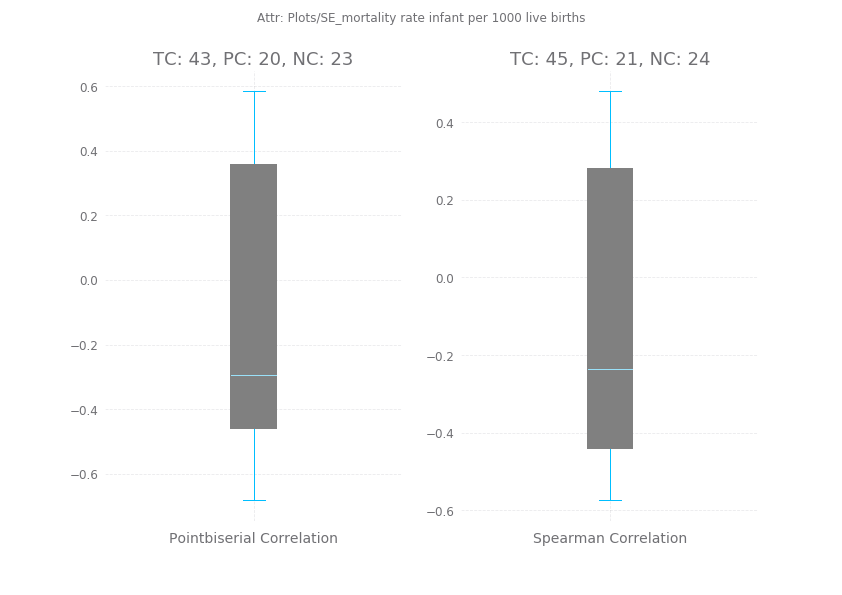 Attr: Plots/SE_mortality rate infant per 1000 live births
TC: 43, PC: 20, NC: 23
0.6
0.4
0.2
0.0
−0.2
−0.4
−0.6
Pointbiserial Correlation
TC: 45, PC: 21, NC: 24
0.4
0.2
0.0
−0.2
−0.4
−0.6
Spearman Correlation